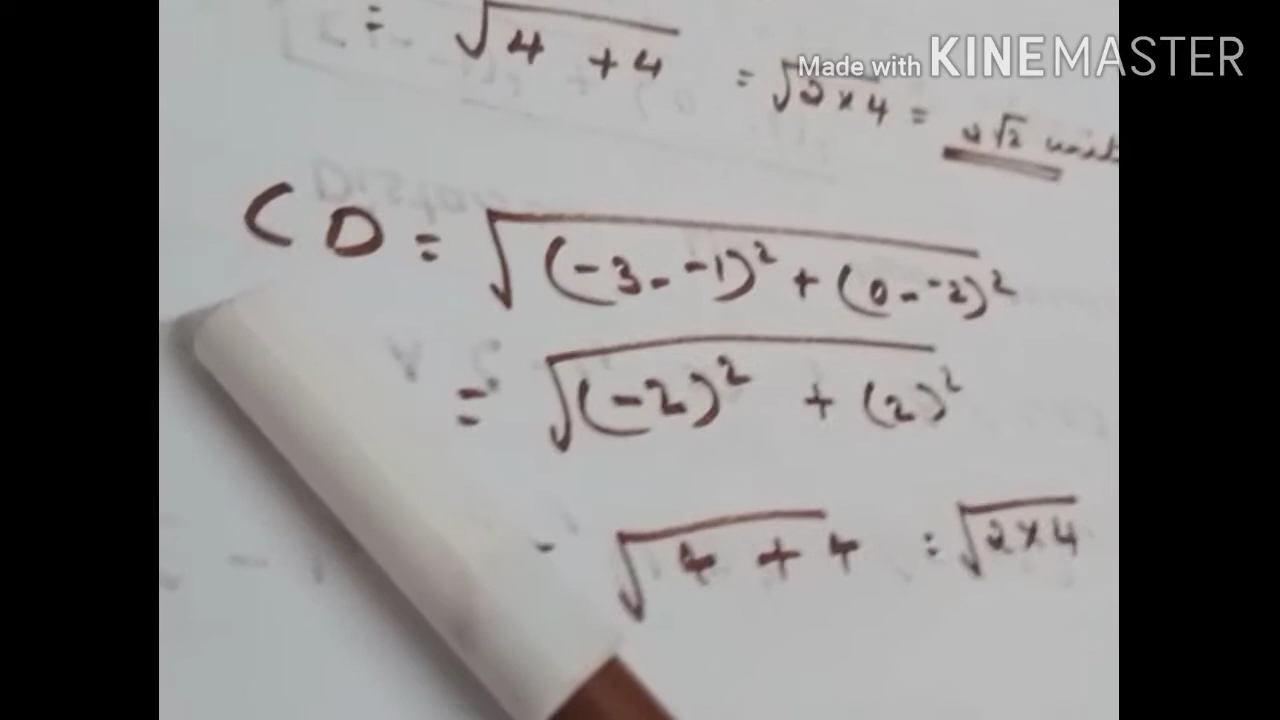 = √4 + 4 = √2 × 4 = 2√2 units
Made with KINEMASTER
CD = √(-3 - -1)² + (0 - -2)²
= √(-2)² + (2)²
- √4 + 4 = √2 × 4